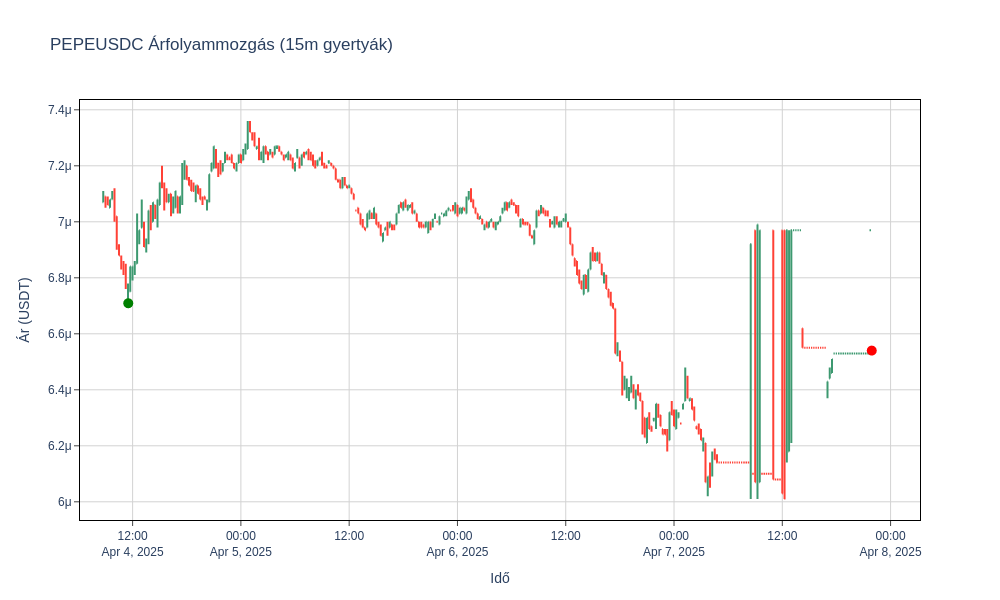 PEPEUSDC Árfolyammozgás (15m gyertyák)
7.4μ
7.2μ
7μ
6.8μ
6.6μ
6.4μ
6.2μ
6μ
Ár (USDT)
12:00
Apr 4, 2025
00:00
Apr 5, 2025
12:00
00:00
Apr 6, 2025
12:00
00:00
Apr 7, 2025
12:00
00:00
Apr 8, 2025
Idő